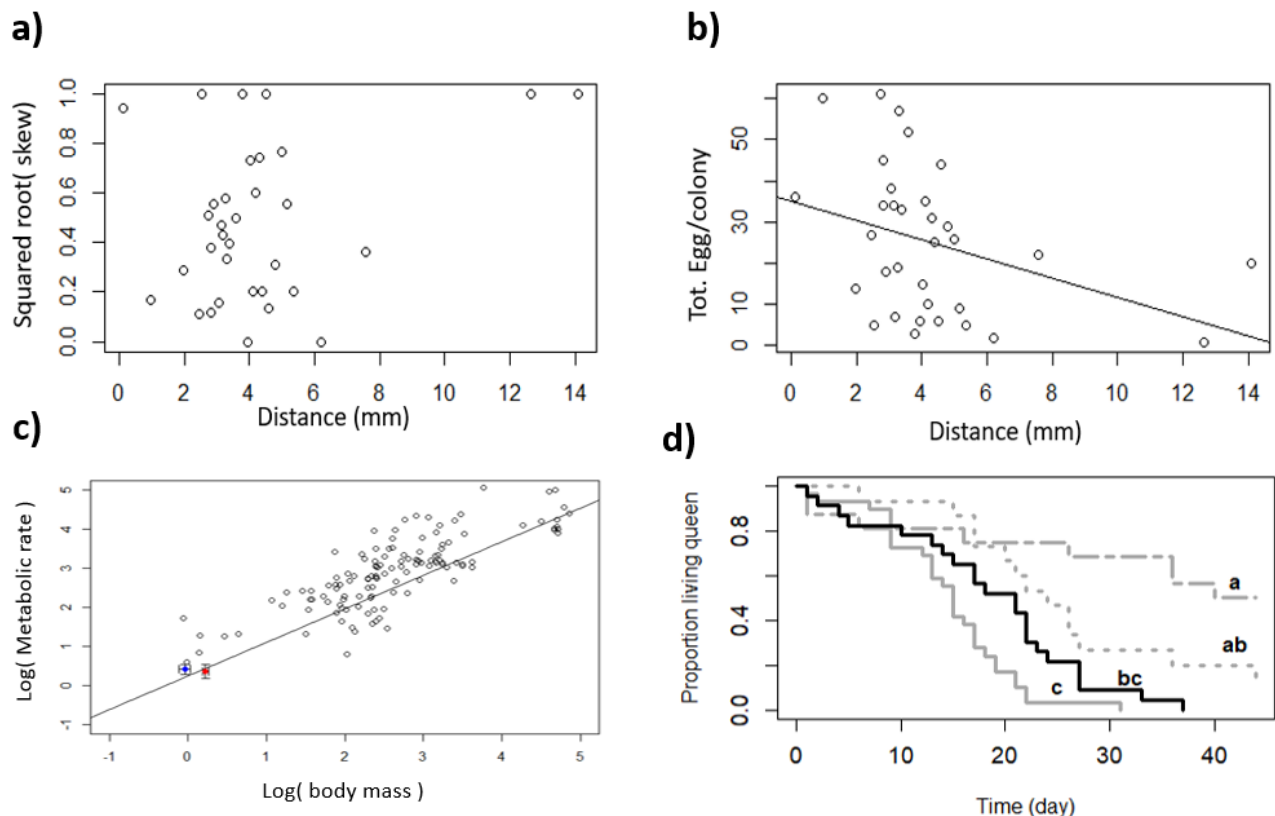 a)
Squared root( skew)
1.0
0.8
0.6
0.4
0.2
0.0
0 2 4 6 8 10 12 14
Distance (mm)
b)
Tot. Egg/colony
50
30
10
0
0 2 4 6 8 10 12 14
Distance (mm)
c)
Log( Metabolic rate )
5
4
3
2
1
0
-1
-1 0 1 2 3 4 5
Log( body mass )
d)
Proportion living queen
0.8
0.4
0.0
a
ab
bc
c
0 10 20 30 40
Time (day)